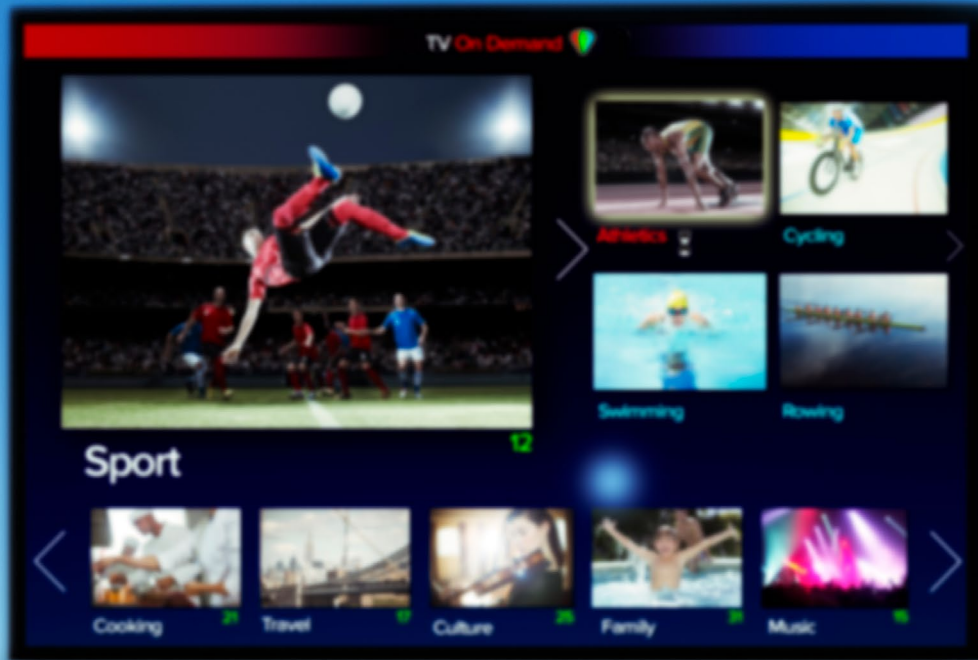 TV On Demand
Athletics
Cycling
Swimming
Rowing
12
Sport
21
17
25
31
15
Cooking
Travel
Culture
Family
Music